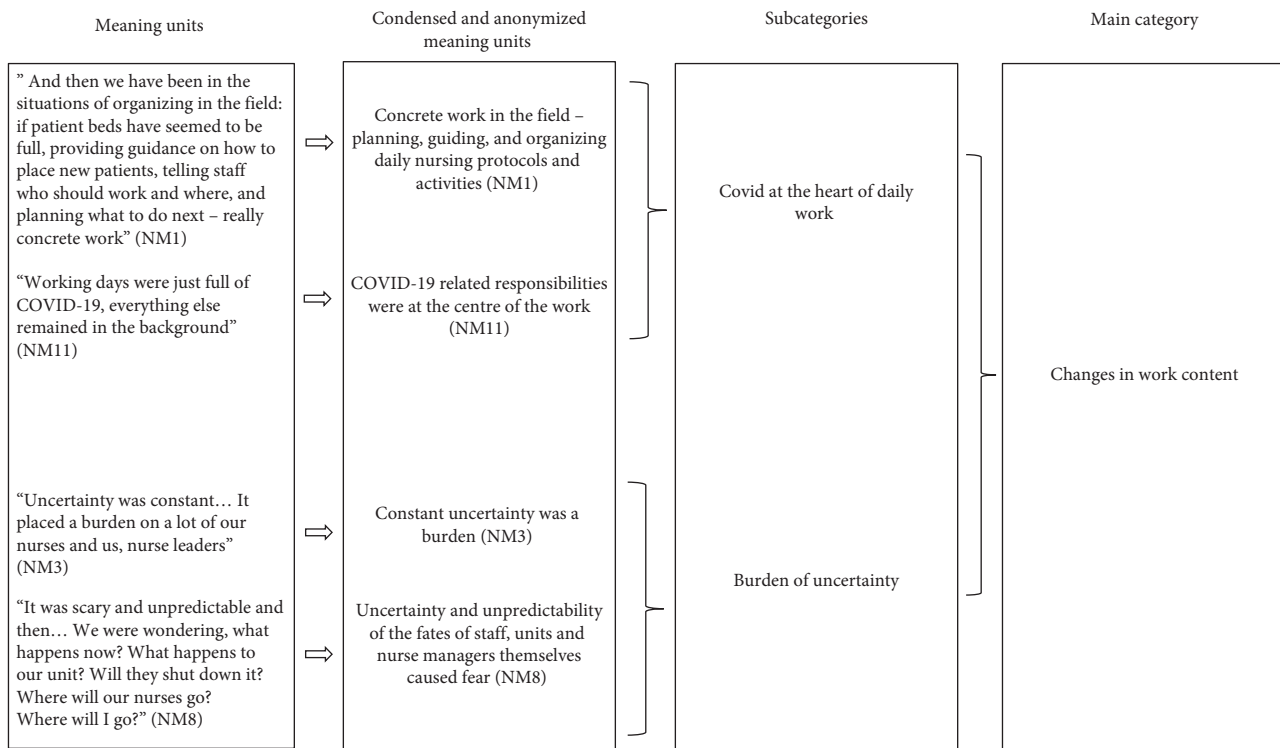 Meaning units
Condensed and anonymized
meaning units
Subcategories
Main category
” And then we have been in the
situations of organizing in the field:
if patient beds have seemed to be
full, providing guidance on how to
place new patients, telling staff
who should work and where, and
planning what to do next – really
concrete work” (NM1)
“Working days were just full of
COVID-19, everything else
remained in the background”
(NM11)
“Uncertainty was constant… It
placed a burden on a lot of our
nurses and us, nurse leaders”
(NM3)
“It was scary and unpredictable and
then… We were wondering, what
happens now? What happens to
our unit? Will they shut down it?
Where will our nurses go?
Where will I go?” (NM8)
Concrete work in the field –
planning, guiding, and organizing
daily nursing protocols and
activities (NM1)
COVID-19 related responsibilities
were at the centre of the work
(NM11)
Constant uncertainty was a
burden (NM3)
Uncertainty and unpredictability
of the fates of staff, units and
nurse managers themselves
caused fear (NM8)
Covid at the heart of daily
work
Burden of uncertainty
Changes in work content